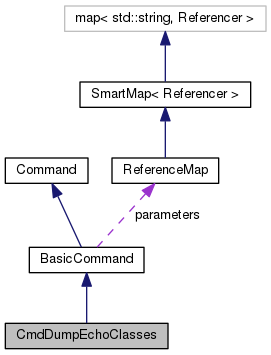 map< std::string, Referencer >
SmartMap< Referencer >
Command
ReferenceMap
parameters
BasicCommand
CmdDumpEchoClasses